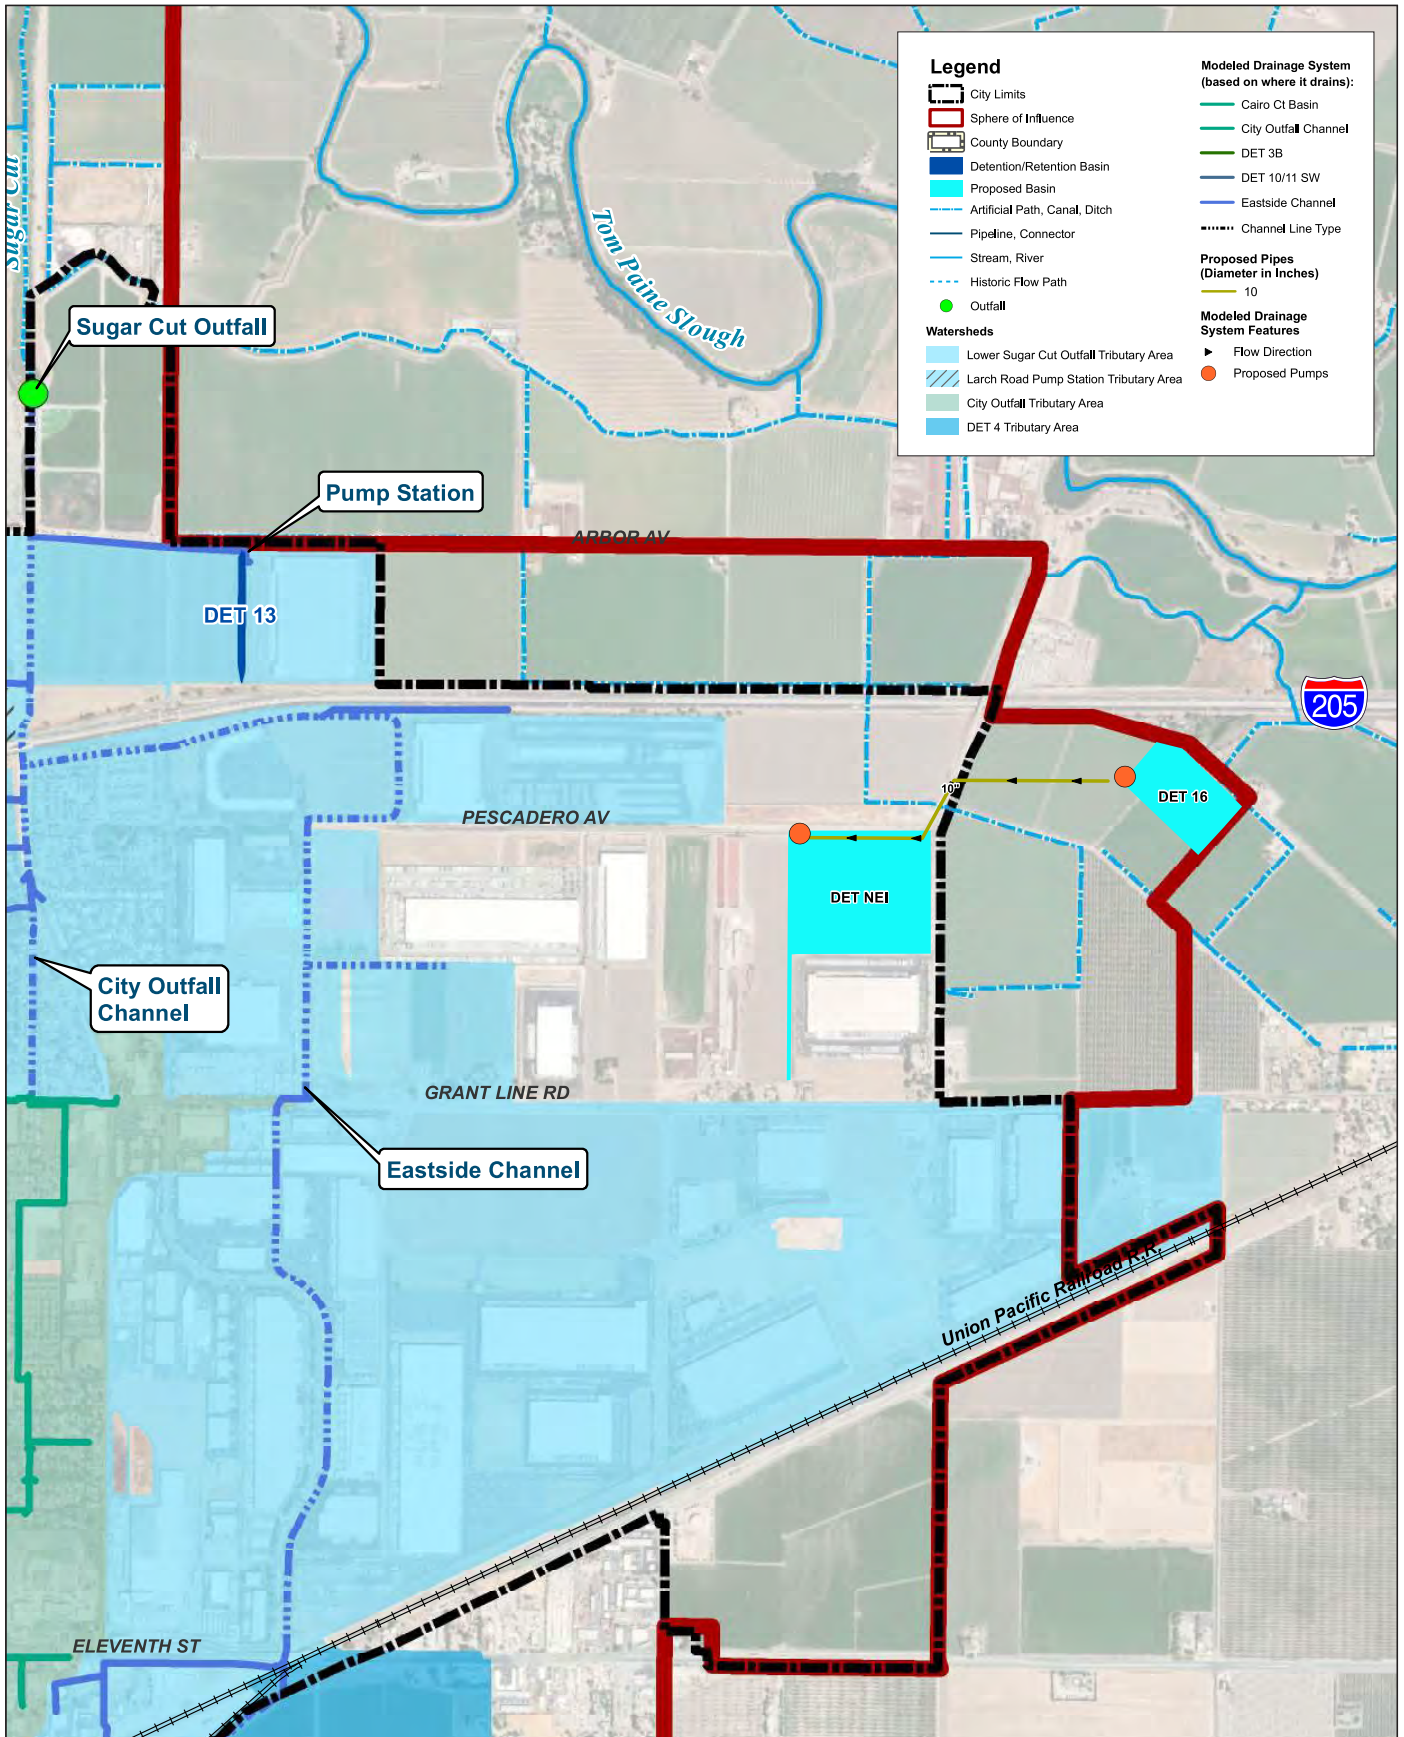 Legend
City Limits
Sphere of Influence
County Boundary
Detention/Retention Basin
Proposed Basin
Artificial Path, Canal, Ditch
Pipeline, Connector
Stream, River
Historic Flow Path
Outfall
Watersheds
Lower Sugar Cut Outfall Tributary Area
Larch Road Pump Station Tributary Area
City Outfall Tributary Area
DET 4 Tributary Area
Modeled Drainage System
(based on where it drains):
Cairo Ct Basin
City Outfall Channel
DET 3B
DET 10/11 SW
Eastside Channel
Channel Line Type
Proposed Pipes
(Diameter in Inches)
10
Modeled Drainage
System Features
Flow Direction
Proposed Pumps
Sugar Cut
Tom Paine Slough
Sugar Cut Outfall
Pump Station
ARBOR AV
DET 13
205
10"
DET 16
PESCADERO AV
DET NEI
City Outfall
Channel
GRANT LINE RD
Eastside Channel
Union Pacific Railroad R.R.
ELEVENTH ST